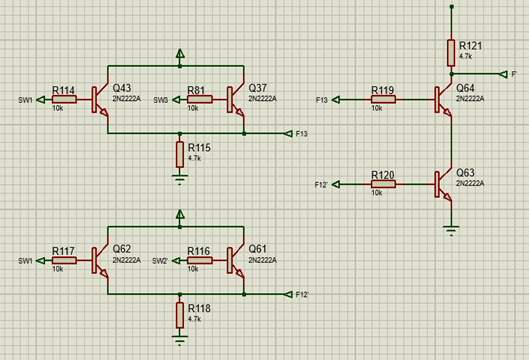 R121
4.7k
F'
R114
10k
SW1
Q43
2N2222A
R81
10k
SW3
Q37
2N2222A
F13
R115
4.7k
R119
10k
F13
Q64
2N2222A
R120
10k
F12'
Q63
2N2222A
R117
10k
SW1
Q62
2N2222A
R116
10k
SW2'
Q61
2N2222A
F12'
R118
4.7k